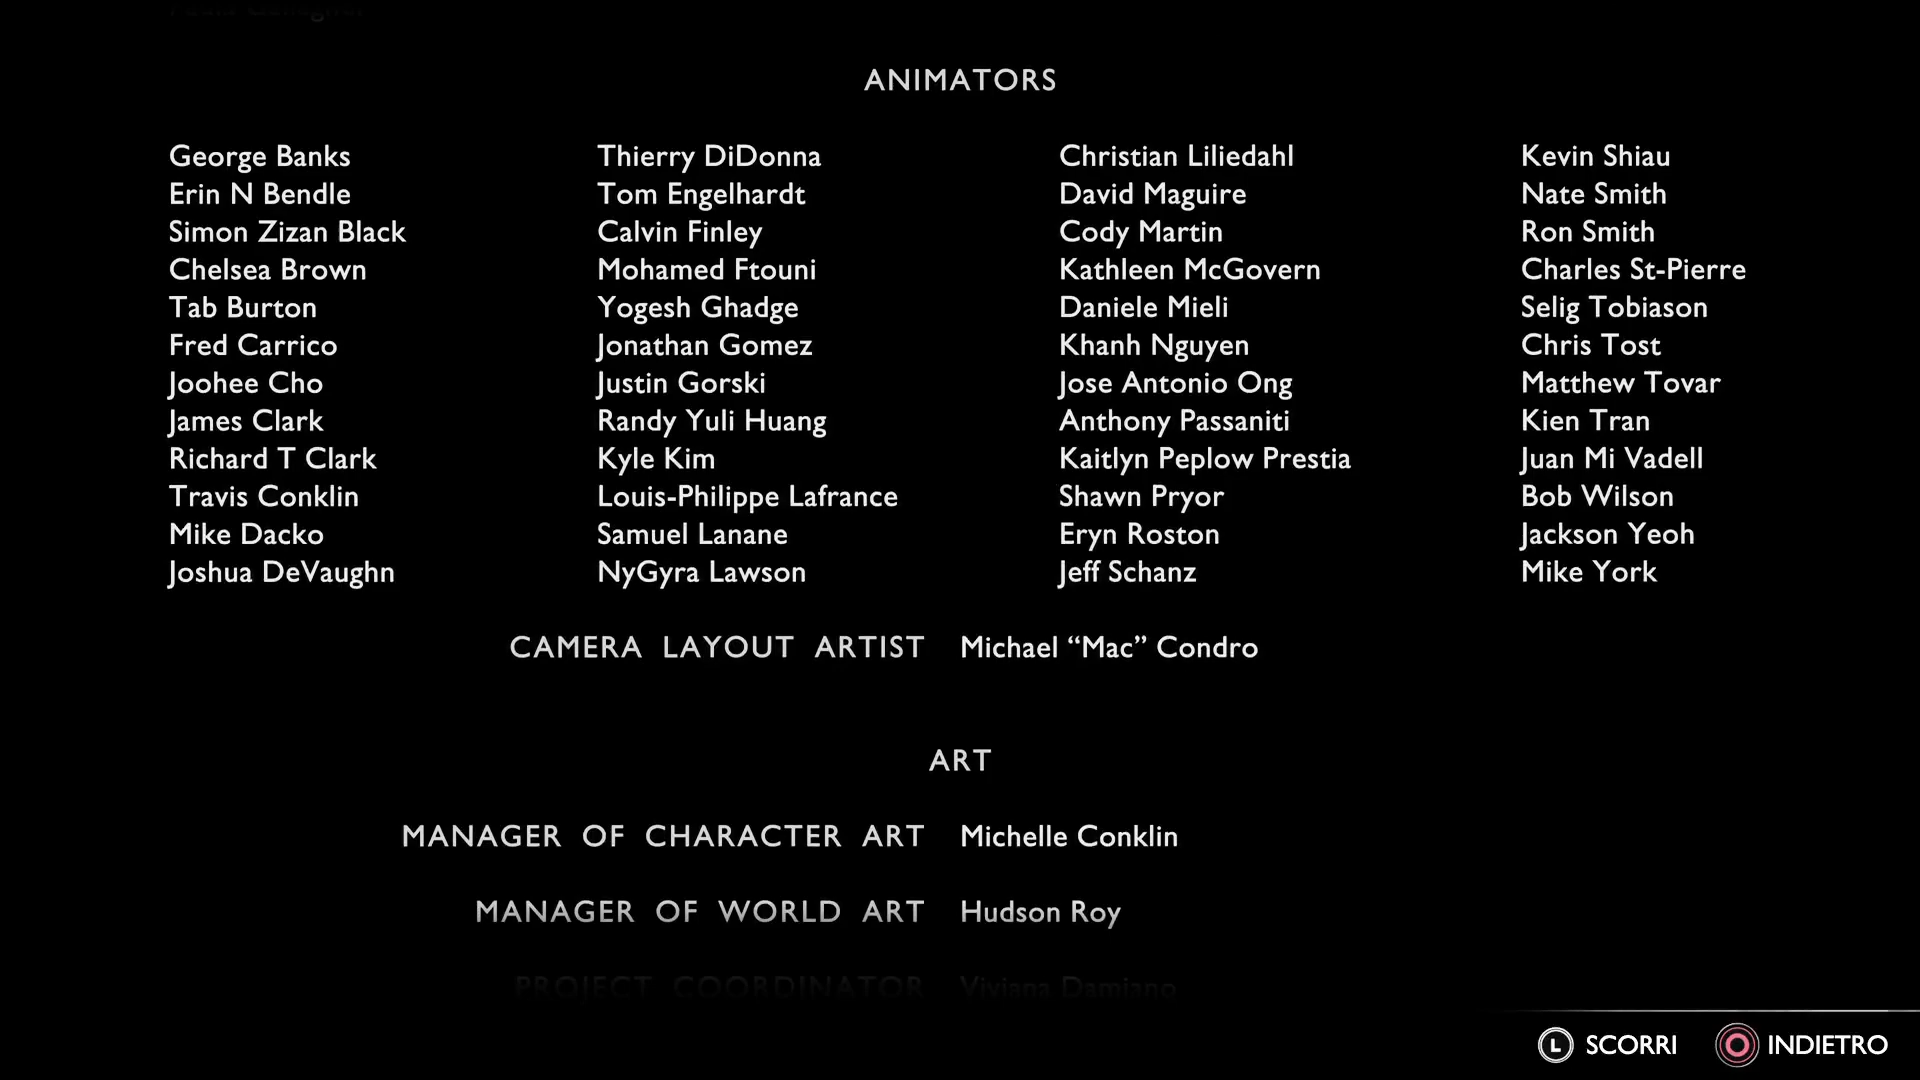 ANIMATORS
George Banks Thierry DiDonna Christian Liliedahl Kevin Shiau
Erin N Bendle Tom Engelhardt David Maguire Nate Smith
Simon Zizan Black Calvin Finley Cody Martin Ron Smith
Chelsea Brown Mohamed Ftouni Kathleen McGovern Charles St-Pierre
Tab Burton Yogesh Ghadge Daniele Mieli Selig Tobiason
Fred Carrico Jonathan Gomez Khanh Nguyen Chris Tost
Joohee Cho Justin Gorski Jose Antonio Ong Matthew Tovar
James Clark Randy Yuli Huang Anthony Passaniti Kien Tran
Richard T Clark Kyle Kim Kaitlyn Peplow Prestia Juan Mi Vadell
Travis Conklin Louis-Philippe Lafrance Shawn Pryor Bob Wilson
Mike Dacko Samuel Lanane Eryn Roston Jackson Yeoh
Joshua DeVaughn NyGyra Lawson Jeff Schanz Mike York
CAMERA LAYOUT ARTIST Michael “Mac” Condro
ART
MANAGER OF CHARACTER ART Michelle Conklin
MANAGER OF WORLD ART Hudson Roy
PROJECT COORDINATOR Viviana Damiano
L SCORRI INDIETRO